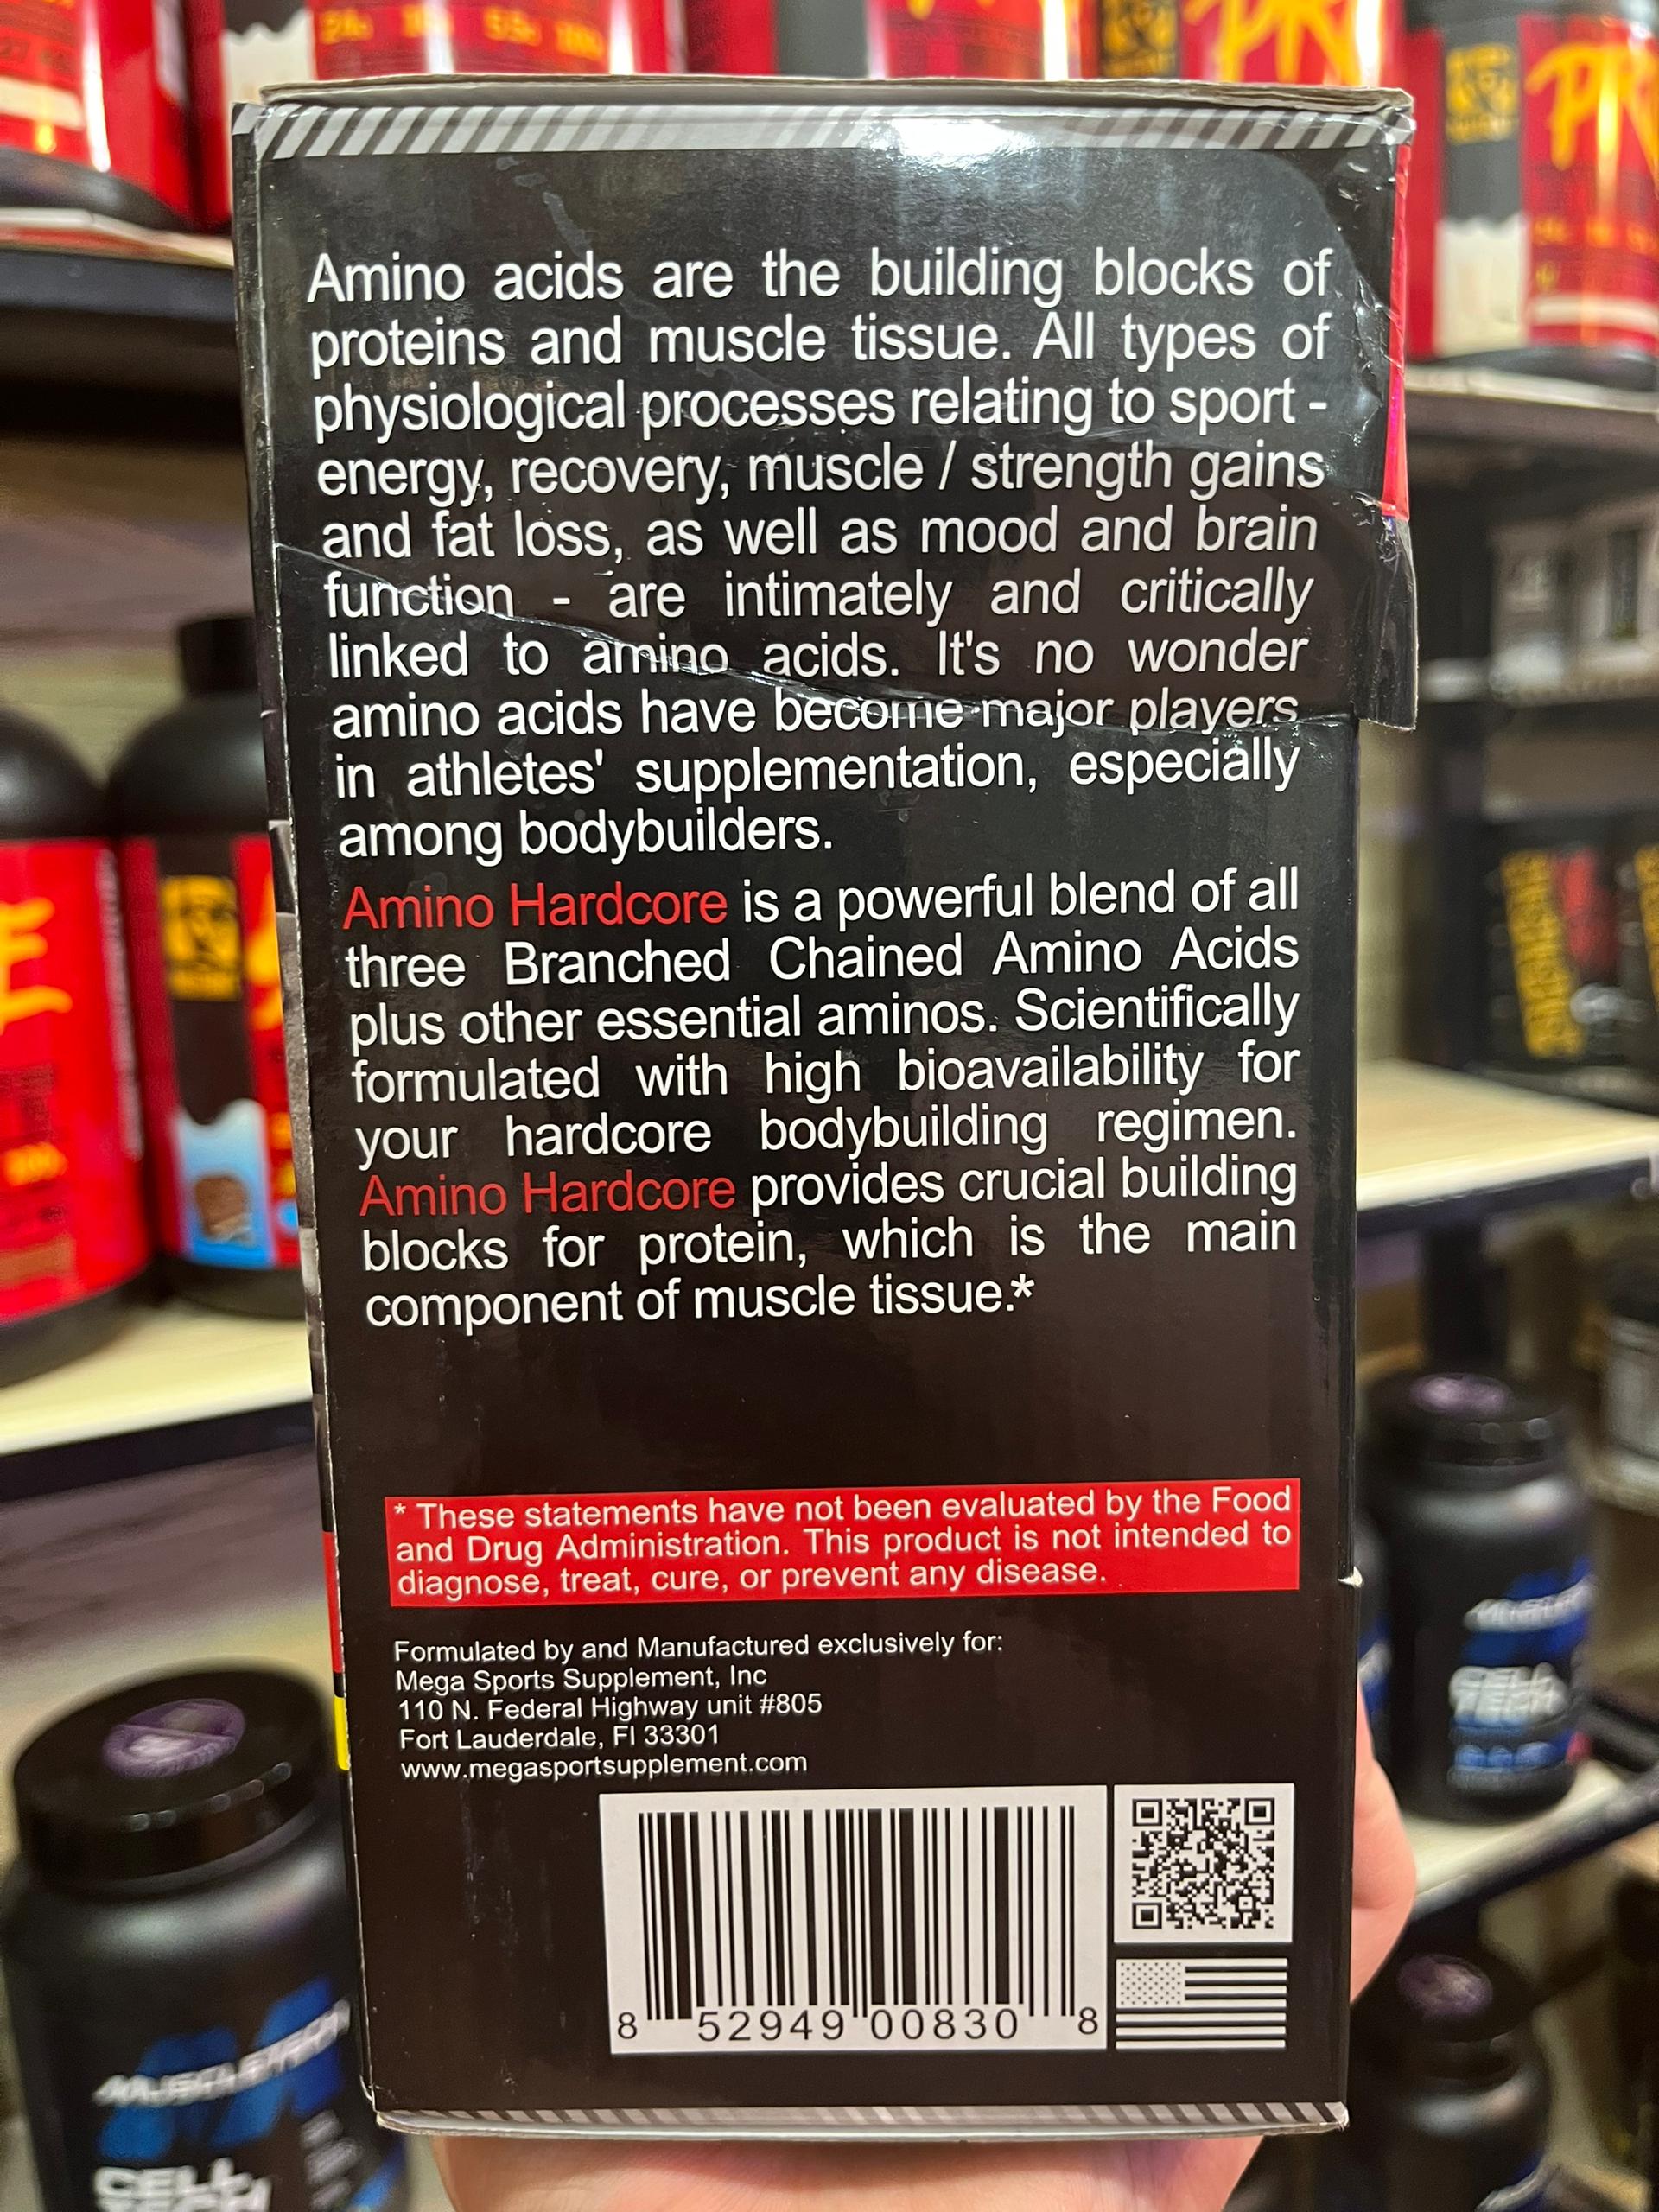 Amino acids are the building blocks of
proteins and muscle tissue. All types of
physiological processes relating to sport -
energy, recovery, muscle / strength gains
and fat loss, as well as mood and brain
function - are intimately and critically
linked to amino acids. It's no wonder
amino acids have become major players
in athletes' supplementation, especially
among bodybuilders.
Amino Hardcore is a powerful blend of all
three Branched Chained Amino Acids
plus other essential aminos. Scientifically
formulated with high bioavailability for
your hardcore bodybuilding regimen.
Amino Hardcore provides crucial building
blocks for protein, which is the main
component of muscle tissue.*
* These statements have not been evaluated by the Food
and Drug Administration. This product is not intended to
diagnose, treat, cure, or prevent any disease.
Formulated by and Manufactured exclusively for:
Mega Sports Supplement, Inc
110 N. Federal Highway unit #805
Fort Lauderdale, Fl 33301
www.megasportsupplement.com
8 52949 00830 8
MUSCLETECH
CELL
TECH
CELL
TECH